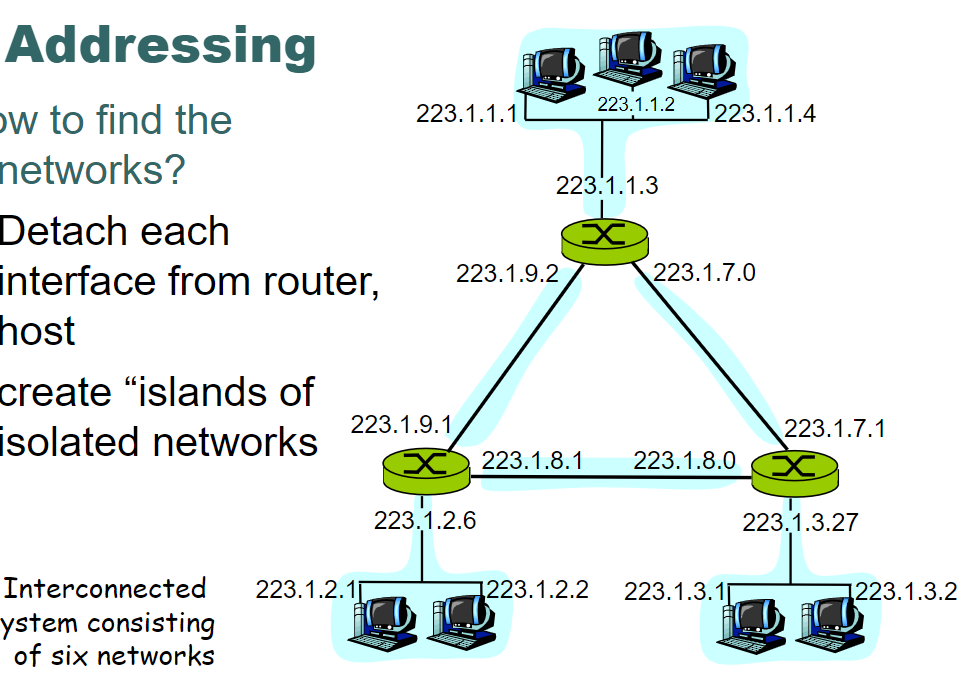 Addressing
ow to find the
networks?
Detach each
interface from router,
host
create “islands of
isolated networks
Interconnected
ystem consisting
of six networks
223.1.1.1
223.1.1.2
223.1.1.4
223.1.1.3
223.1.9.2
223.1.7.0
223.1.9.1
223.1.7.1
223.1.8.1
223.1.8.0
223.1.2.6
223.1.3.27
223.1.2.1
223.1.2.2
223.1.3.1
223.1.3.2